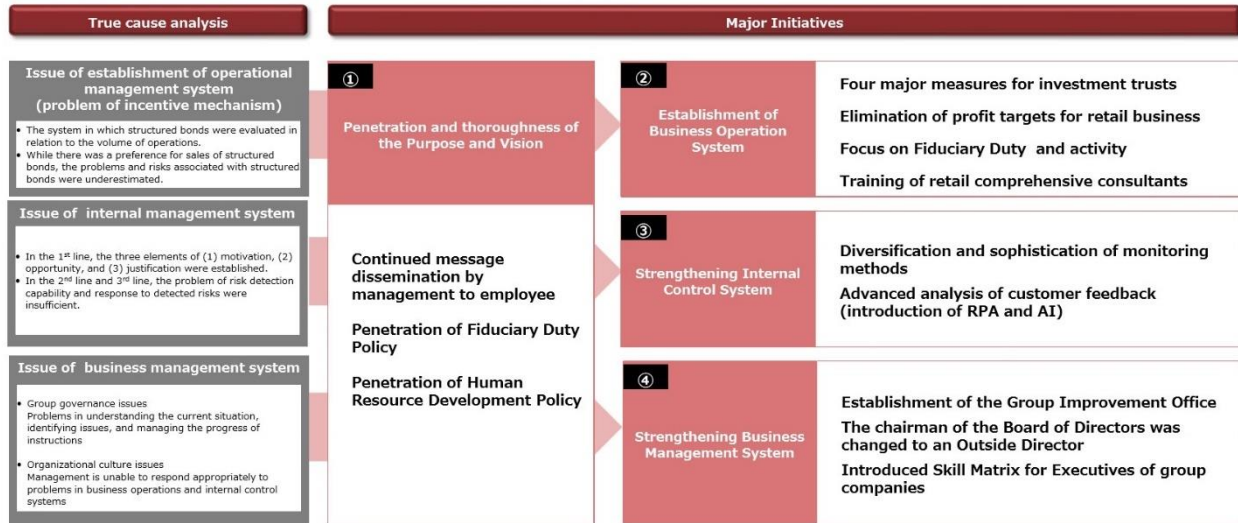 True cause analysis
Major Initiatives
Issue of establishment of operational
management system
(problem of incentive mechanism)
• The system in which structured bonds were evaluated in
relation to the volume of operations.
• While there was a preference for sales of structured
bonds, the problems and risks associated with structured
bonds were underestimated.
Issue of internal management system
• In the 1st line, the three elements of (1) motivation, (2)
opportunity, and (3) justification were established.
• In the 2nd line and 3rd line, the problem of risk detection
capability and response to detected risks were
insufficient.
Issue of business management system
• Group governance issues
Problems in understanding the current situation,
identifying issues, and managing the progress of
instructions
• Organizational culture issues
Management is unable to respond appropriately to
problems in business operations and internal control
systems
①
Penetration and thoroughness of
the Purpose and Vision
Continued message
dissemination by
management to employee
Penetration of Fiduciary Duty
Policy
Penetration of Human
Resource Development Policy
②
Establishment of
Business Operation
System
Four major measures for investment trusts
Elimination of profit targets for retail business
Focus on Fiduciary Duty and activity
Training of retail comprehensive consultants
③
Strengthening Internal
Control System
Diversification and sophistication of monitoring
methods
Advanced analysis of customer feedback
(introduction of RPA and AI)
④
Strengthening Business
Management System
Establishment of the Group Improvement Office
The chairman of the Board of Directors was
changed to an Outside Director
Introduced Skill Matrix for Executives of group
companies